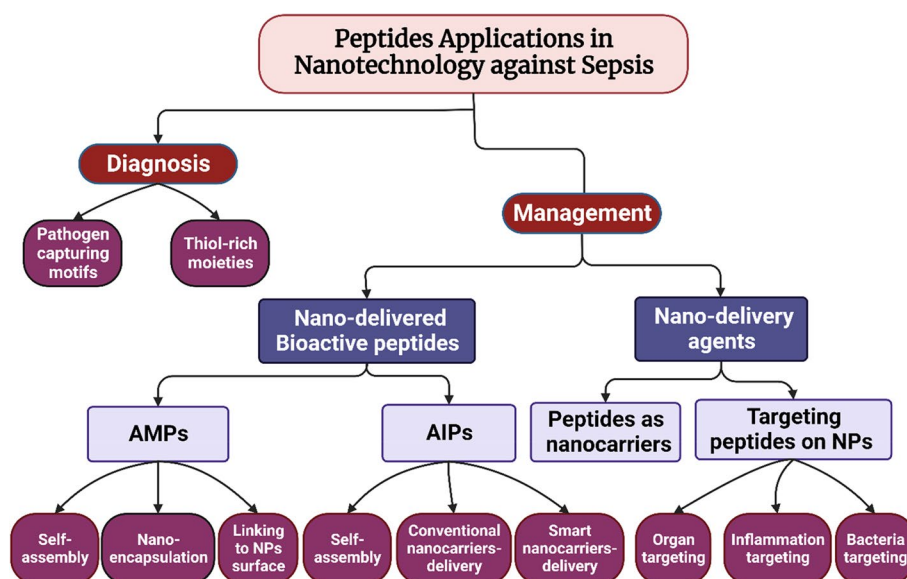 Peptides Applications in
Nanotechnology against Sepsis
Diagnosis
Management
Pathogen
capturing
motifs
Thiol-rich
moieties
Nano-delivered
Bioactive peptides
Nano-delivery
agents
AMPs
AIPs
Peptides as
nanocarriers
Targeting
peptides on NPs
Self-
assembly
Nano-
encapsulation
Linking
to NPs
surface
Self-
assembly
Conventional
nanocarriers-
delivery
Smart
nanocarriers-
delivery
Organ
targeting
Inflammation
targeting
Bacteria
targeting